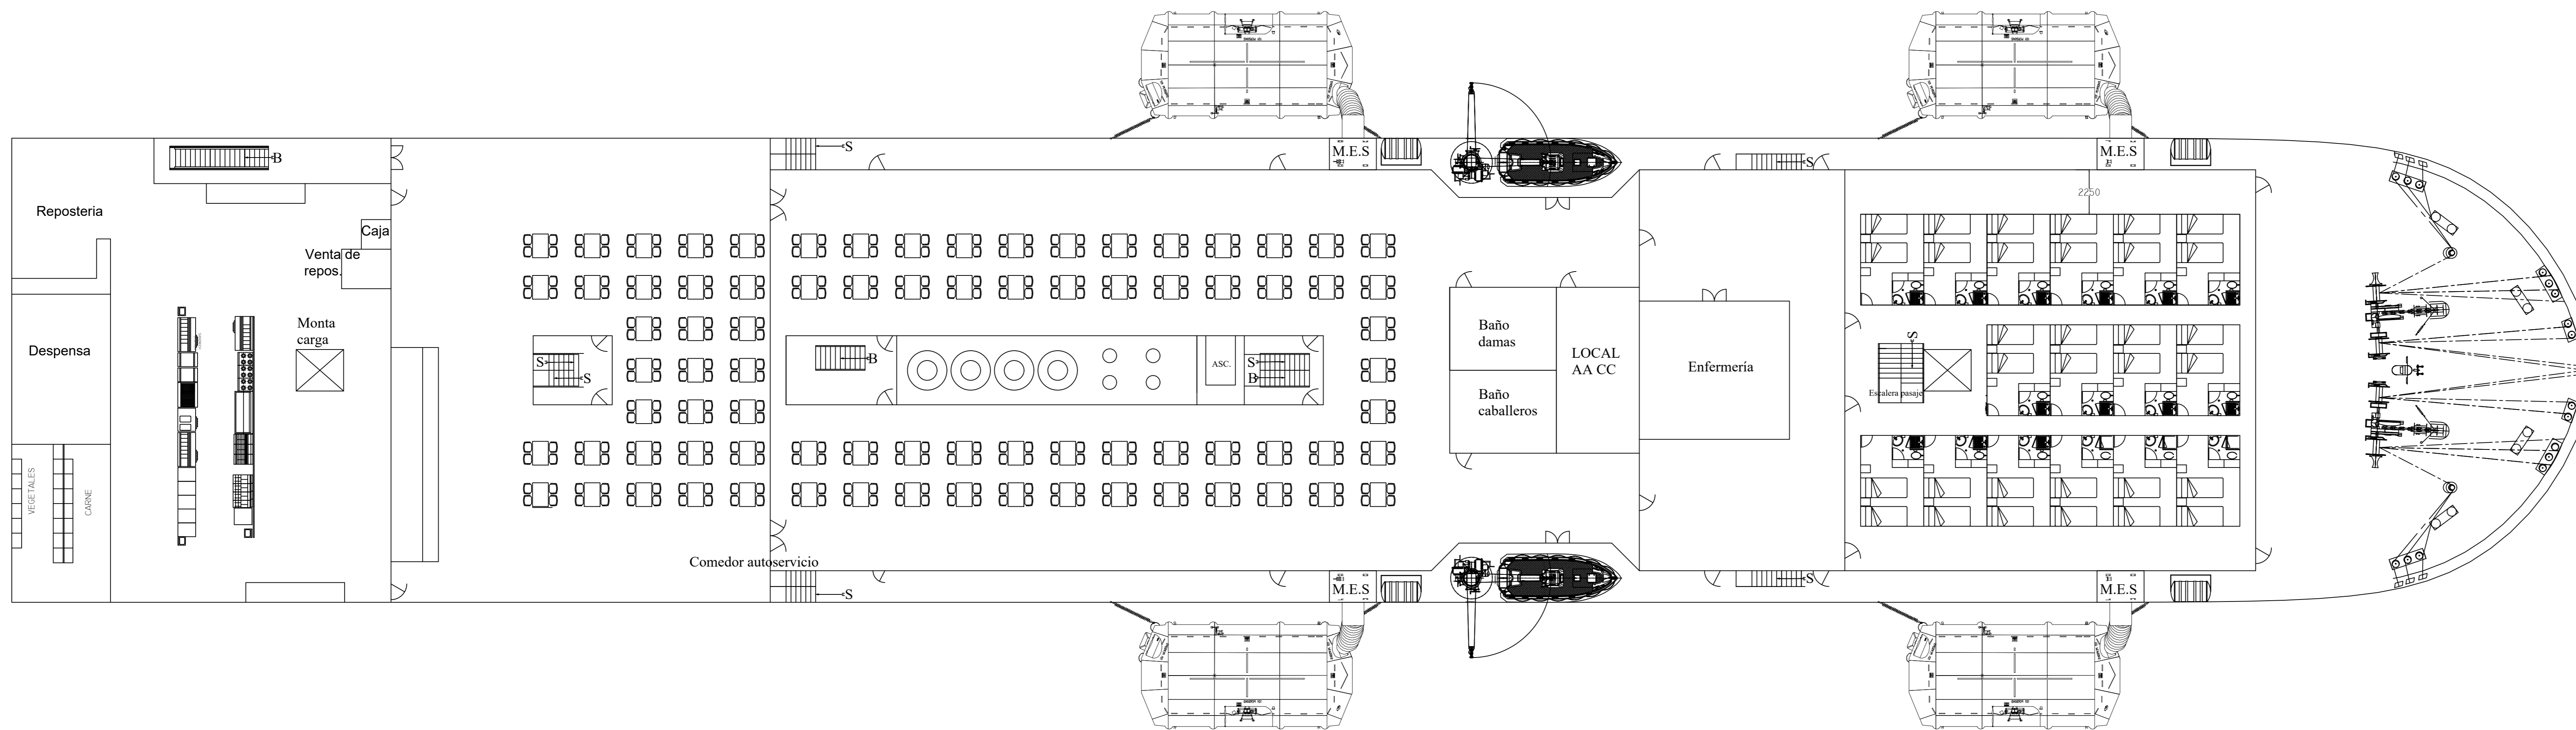 M.E.S
M.E.S
S
S
B
2250
Reposteria
Caja
Venta de
repos.
Monta
carga
Despensa
S
S
B
ASC.
S
B
Baño
damas
LOCAL
AA CC
Enfermería
S
Escalera pasaje
Baño
caballeros
VEGETALES
CARNE
Comedor autoservicio
S
S
M.E.S
M.E.S